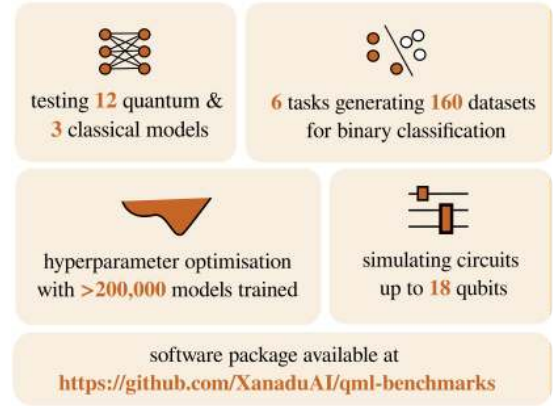 testing 12 quantum &
3 classical models
6 tasks generating 160 datasets
for binary classification
hyperparameter optimisation
with >200,000 models trained
simulating circuits
up to 18 qubits
software package available at
https://github.com/XanaduAI/qml-benchmarks